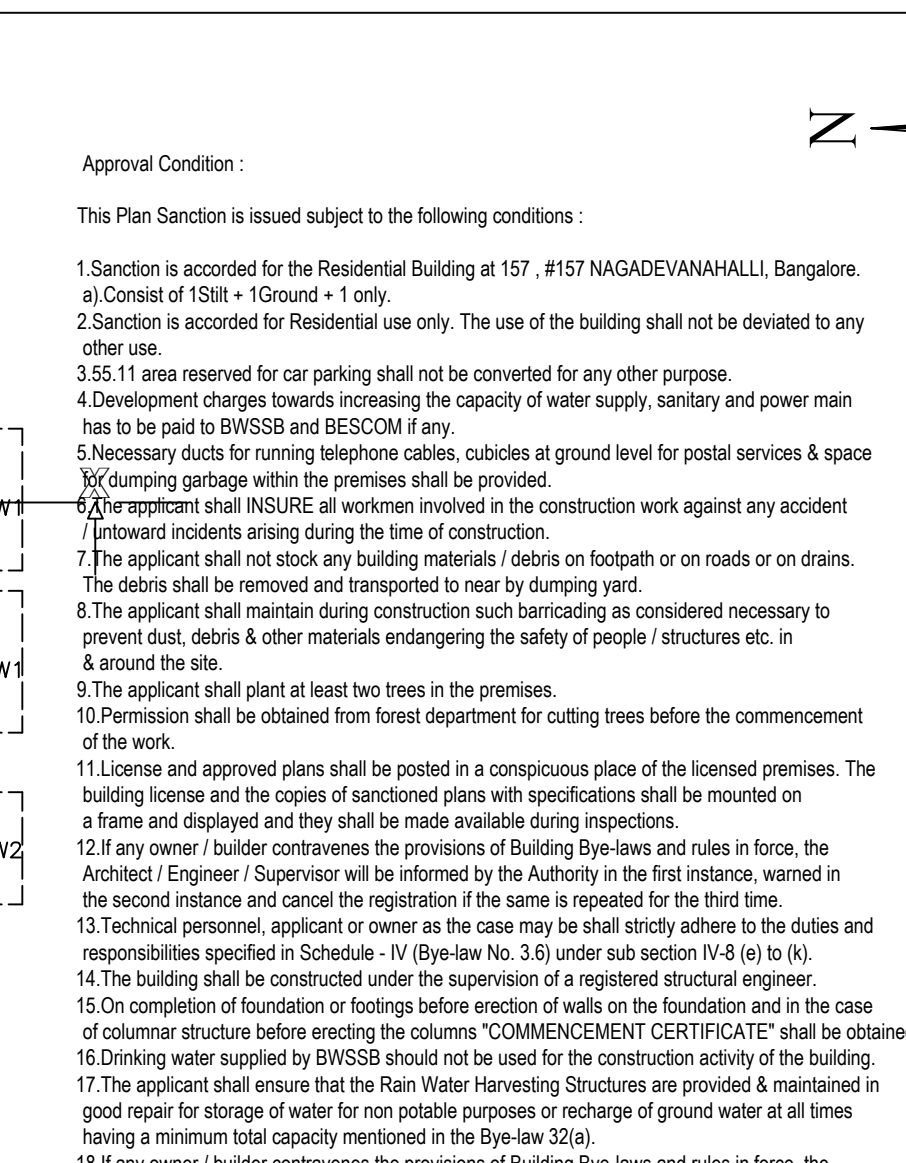 N
Approval Condition :
This Plan Sanction is issued subject to the following conditions :
1.Sanction is accorded for the Residential Building at 157 , #157 NAGADEVANAHALLI, Bangalore.
a).Consist of 1Stilt + 1Ground + 1 only.
2.Sanction is accorded for Residential use only. The use of the building shall not be deviated to any
other use.
3.55.11 area reserved for car parking shall not be converted for any other purpose.
4.Development charges towards increasing the capacity of water supply, sanitary and power main
has to be paid to BWSSB and BESCOM if any.
5.Necessary ducts for running telephone cables, cubicles at ground level for postal services & space
for dumping garbage within the premises shall be provided.
W1
6.The applicant shall INSURE all workmen involved in the construction work against any accident
/ untoward incidents arising during the time of construction.
7.The applicant shall not stock any building materials / debris on footpath or on roads or on drains.
The debris shall be removed and transported to near by dumping yard.
8.The applicant shall maintain during construction such barricading as considered necessary to
prevent dust, debris & other materials endangering the safety of people / structures etc. in
& around the site.
W1
9.The applicant shall plant at least two trees in the premises.
10.Permission shall be obtained from forest department for cutting trees before the commencement
of the work.
11.License and approved plans shall be posted in a conspicuous place of the licensed premises. The
building license and the copies of sanctioned plans with specifications shall be mounted on
a frame and displayed and they shall be made available during inspections.
W2
12.If any owner / builder contravenes the provisions of Building Bye-laws and rules in force, the
Architect / Engineer / Supervisor will be informed by the Authority in the first instance, warned in
the second instance and cancel the registration if the same is repeated for the third time.
13.Technical personnel, applicant or owner as the case may be shall strictly adhere to the duties and
responsibilities specified in Schedule - IV (Bye-law No. 3.6) under sub section IV-8 (e) to (k).
14.The building shall be constructed under the supervision of a registered structural engineer.
15.On completion of foundation or footings before erection of walls on the foundation and in the case
of columnar structure before erecting the columns "COMMENCEMENT CERTIFICATE" shall be obtaine
16.Drinking water supplied by BWSSB should not be used for the construction activity of the building.
17.The applicant shall ensure that the Rain Water Harvesting Structures are provided & maintained in
good repair for storage of water for non potable purposes or recharge of ground water at all times
having a minimum total capacity mentioned in the Bye-law 32(a).
18.If any owner / builder contravenes the provisions of Building Bye-laws and rules in force, the